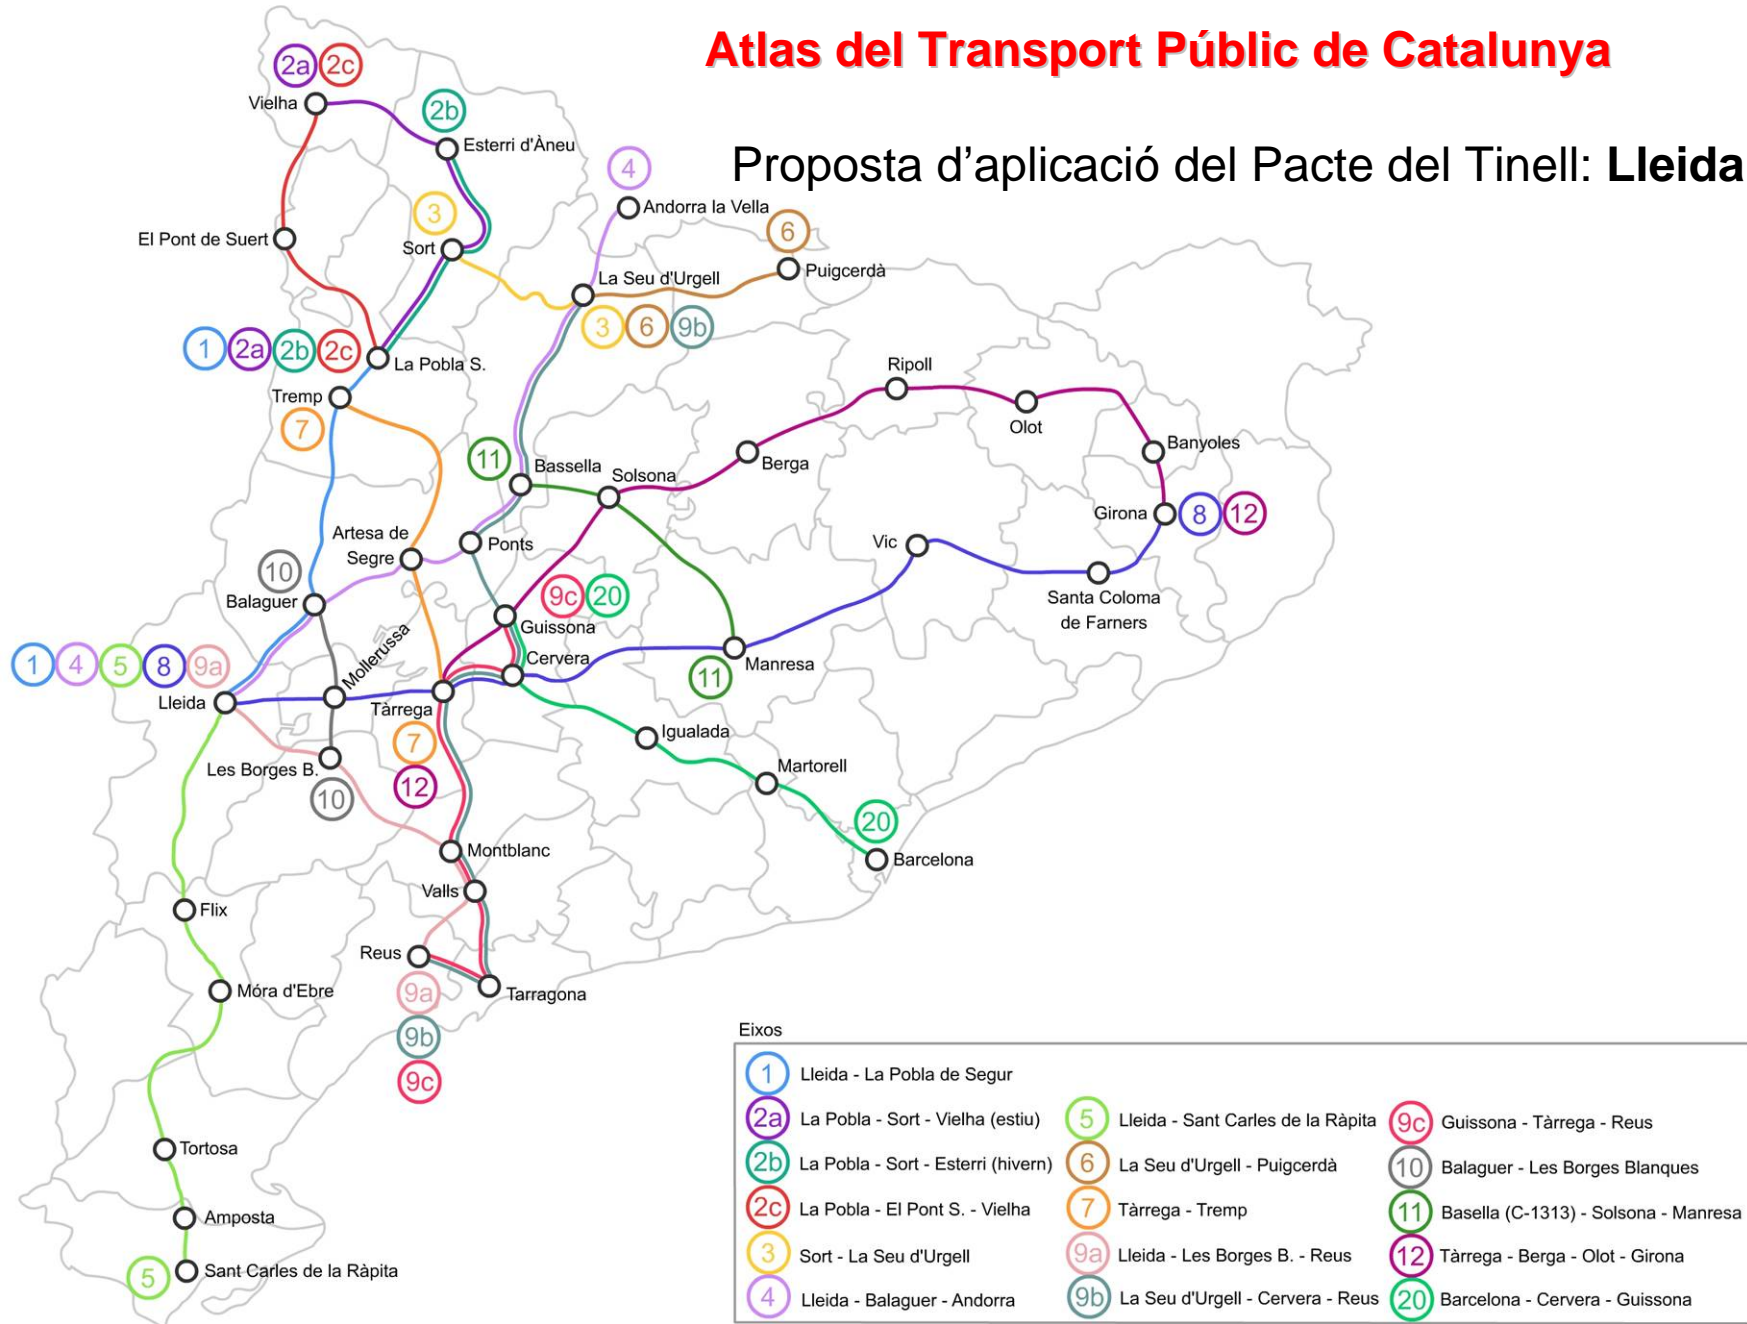 Atlas del Transport Públic de Catalunya
Proposta d'aplicació del Pacte del Tinell: Lleida
2a 2c
Vielha
2b
Esterri d'Àneu
4
Andorra la Vella
3
6
El Pont de Suert
Sort
La Seu d'Urgell
Puigcerdà
3 6 9b
1 2a 2b 2c
La Pobla S.
Tremp
7
Ripoll
Olot
Banyoles
Berga
11
Bassella
Solsona
Girona
8 12
Artesa de
Segre
Ponts
Vic
10
Balaguer
9c 20
Santa Coloma
de Farners
Guissona
Mollerussa
Cervera
Manresa
11
1 4 5 8 9a
Lleida
Tàrrega
7
12
Igualada
Les Borges B.
10
Martorell
20
Barcelona
Montblanc
Valls
Flix
Reus
9a
9b
9c
Tarragona
Móra d'Ebre
Tortosa
Amposta
Sant Carles de la Ràpita
5
Eixos
1 Lleida - La Pobla de Segur
2a La Pobla - Sort - Vielha (estiu)
2b La Pobla - Sort - Esterri (hivern)
2c La Pobla - El Pont S. - Vielha
3 Sort - La Seu d'Urgell
4 Lleida - Balaguer - Andorra
5 Lleida - Sant Carles de la Ràpita
6 La Seu d'Urgell - Puigcerdà
7 Tàrrega - Tremp
9a Lleida - Les Borges B. - Reus
9b La Seu d'Urgell - Cervera - Reus
9c Guissona - Tàrrega - Reus
10 Balaguer - Les Borges Blanques
11 Basella (C-1313) - Solsona - Manresa
12 Tàrrega - Berga - Olot - Girona
20 Barcelona - Cervera - Guissona